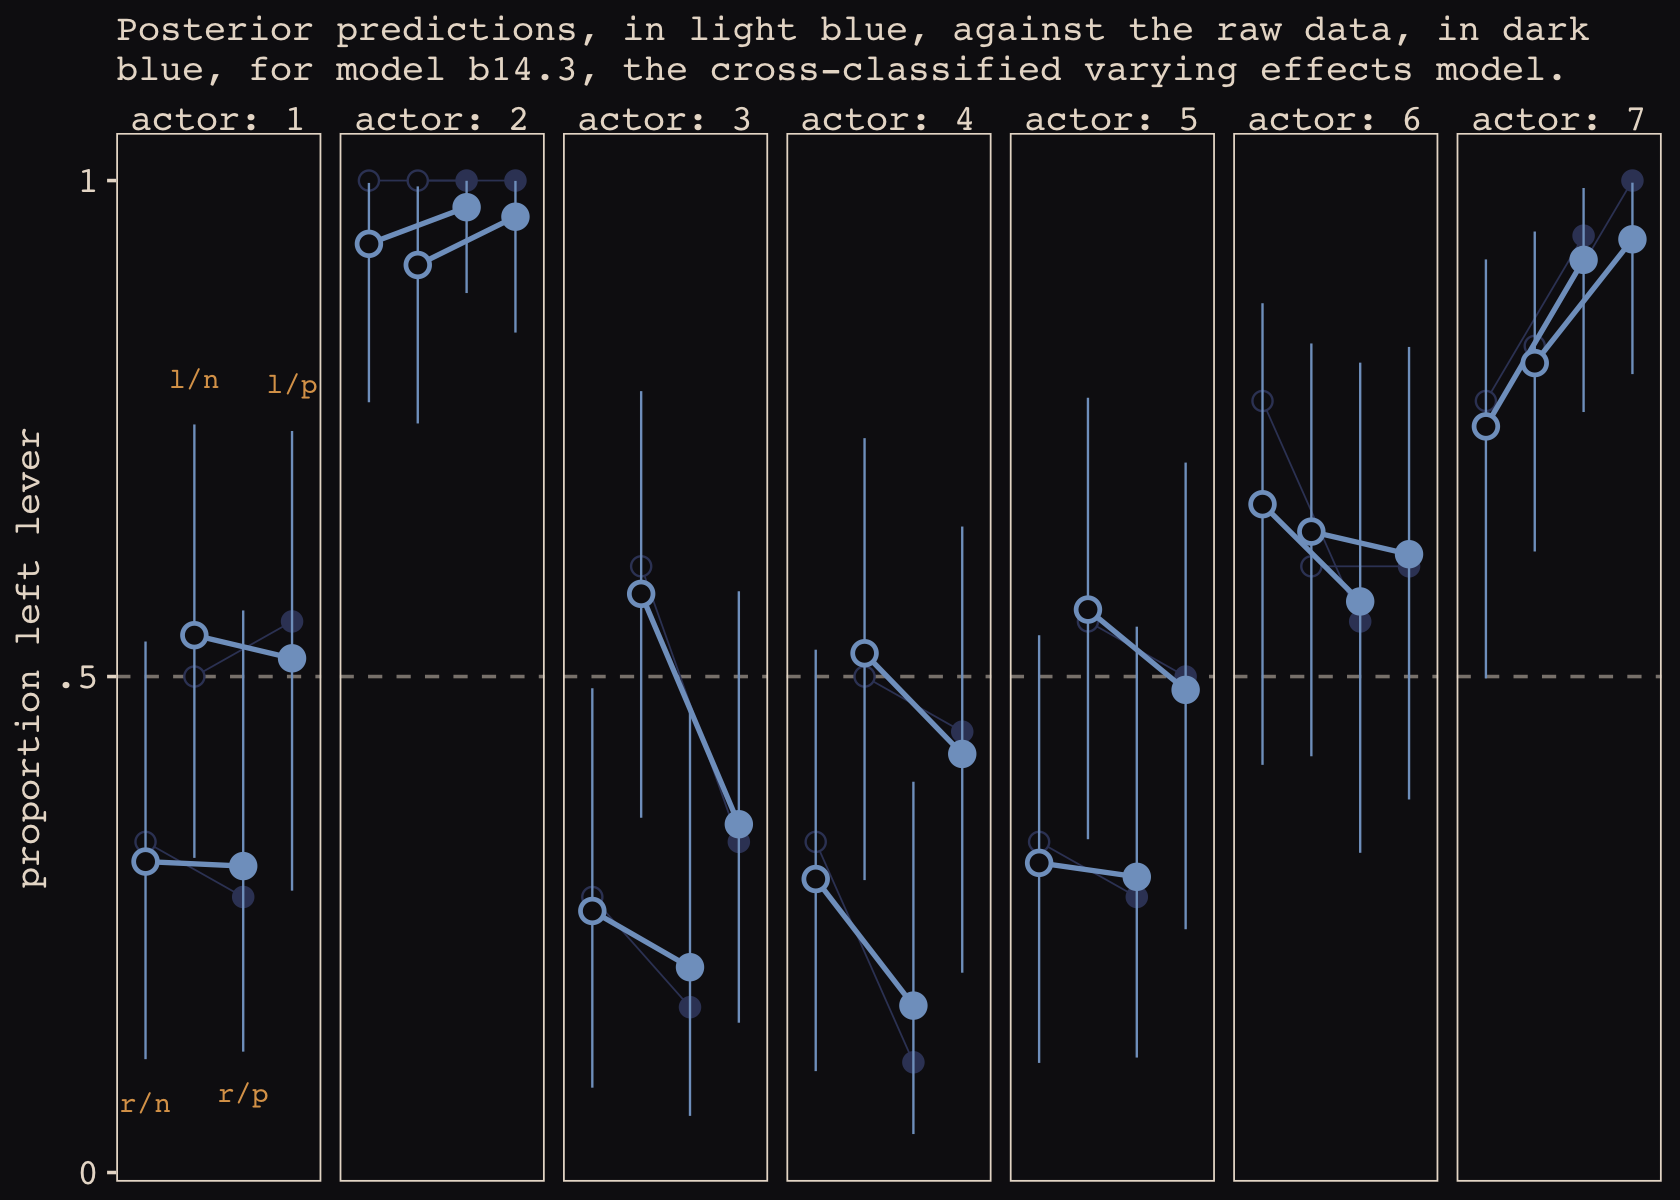 Posterior predictions, in light blue, against the raw data, in dark
blue, for model b14.3, the cross-classified varying effects model.
actor: 1 actor: 2 actor: 3 actor: 4 actor: 5 actor: 6 actor: 7
1
l/n l/p
proportion left lever
.5
r/n r/p
0